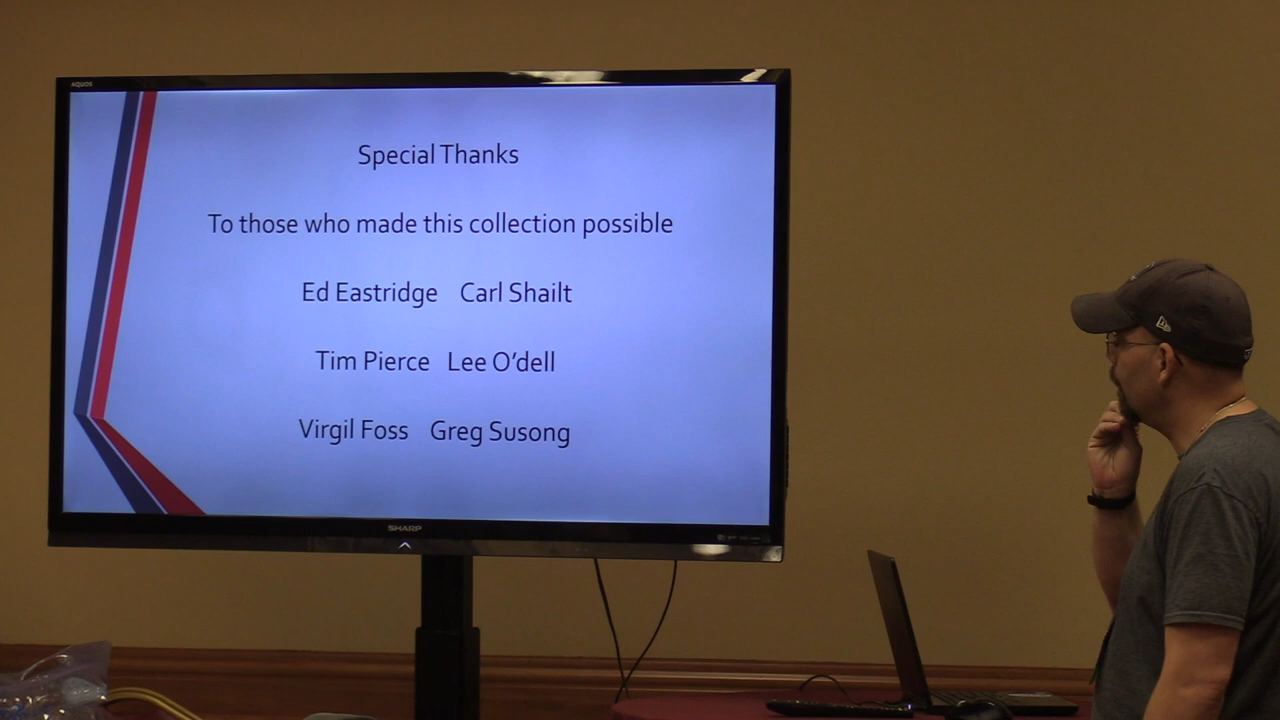 AQUOS
Special Thanks
To those who made this collection possible
Ed Eastridge Carl Shailt
Tim Pierce Lee O'dell
Virgil Foss Greg Susong
SHARP